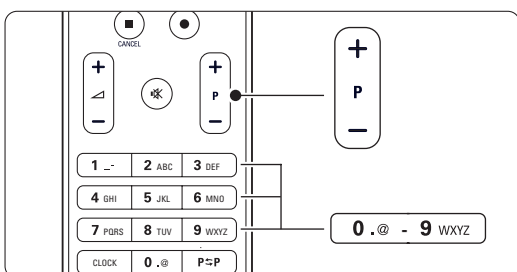 CANCEL
+ + +
P P
− − −
1 _- 2 ABC 3 DEF
4 GHI 5 JKL 6 MNO
7 PQRS 8 TUV 9 WXYZ
0 .@ - 9 WXYZ
CLOCK 0 .@ P⇆P